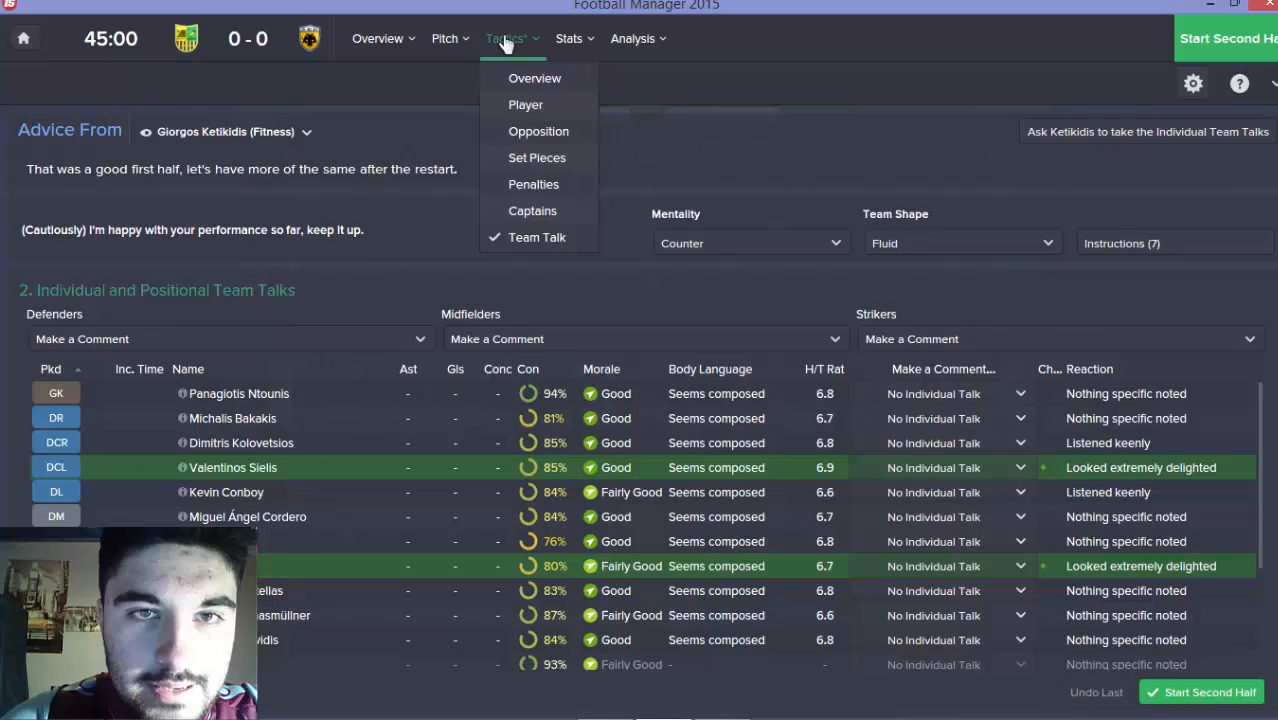 Football Manager 2015
45:00 0 - 0 Overview Pitch Tactics* Stats Analysis Start Second Ha
Overview
Player
Opposition
Set Pieces
Penalties
Captains
Team Talk
Advice From Giorgos Ketikidis (Fitness) Ask Ketikidis to take the Individual Team Talks
That was a good first half, let's have more of the same after the restart.
Mentality Team Shape
(Cautiously) I'm happy with your performance so far, keep it up. Counter Fluid Instructions (7)
2. Individual and Positional Team Talks
Defenders Midfielders Strikers
Make a Comment Make a Comment Make a Comment
Pkd Inc. Time Name Ast Gls Conc Con Morale Body Language H/T Rat Make a Comment... Ch... Reaction
GK Panagiotis Ntounis - - - 94% Good Seems composed 6.8 No Individual Talk Nothing specific noted
DR Michalis Bakakis - - - 81% Good Seems composed 6.7 No Individual Talk Nothing specific noted
DCR Dimitris Kolovetsios - - - 85% Good Seems composed 6.8 No Individual Talk Listened keenly
DCL Valentinos Sielis - - - 85% Good Seems composed 6.9 No Individual Talk Looked extremely delighted
DL Kevin Conboy - - - 84% Fairly Good Seems composed 6.6 No Individual Talk Listened keenly
DM Miguel Ángel Cordero - - - 84% Good Seems composed 6.7 No Individual Talk Nothing specific noted
- - - 76% Good Seems composed 6.8 No Individual Talk Nothing specific noted
- - - 80% Fairly Good Seems composed 6.7 No Individual Talk Looked extremely delighted
ellas - - - 83% Good Seems composed 6.8 No Individual Talk Nothing specific noted
asmüllner - - - 87% Fairly Good Seems composed 6.6 No Individual Talk Nothing specific noted
vidis - - - 84% Good Seems composed 6.8 No Individual Talk Nothing specific noted
- - - 93% Fairly Good - - No Individual Talk Nothing specific noted
Undo Last Start Second Half